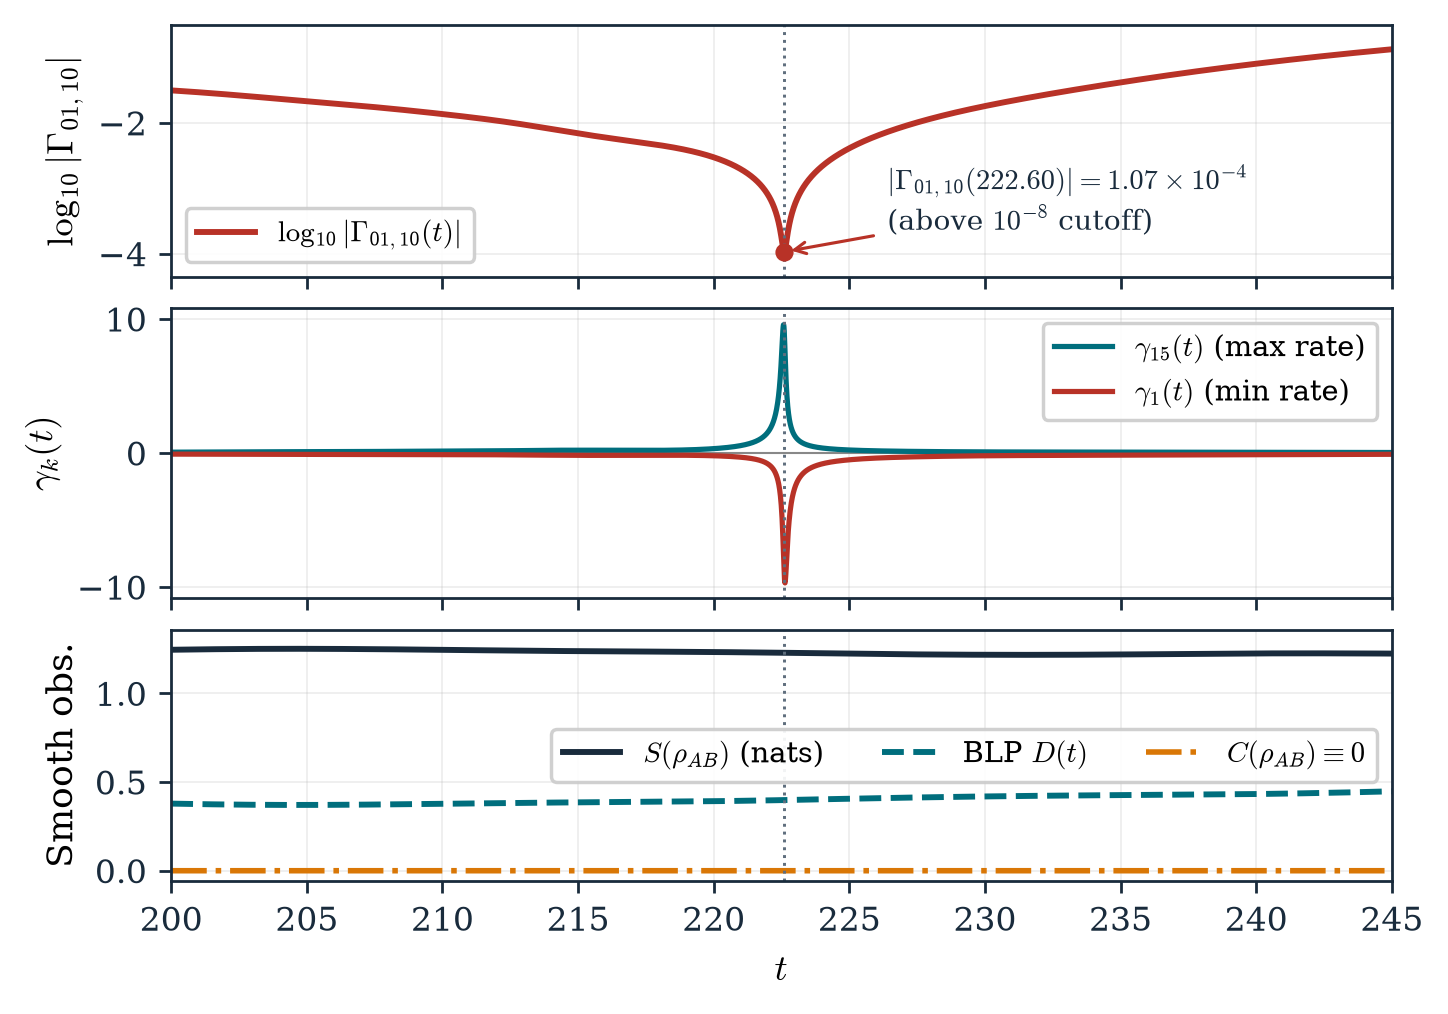 log₁₀ |Γ₀₁,₁₀|
−2
−4
log₁₀ |Γ₀₁,₁₀(t)|
|Γ₀₁,₁₀(222.60)| = 1.07 × 10⁻⁴
(above 10⁻⁸ cutoff)
γₖ(t)
10
0
−10
γ₁₅(t) (max rate)
γ₁(t) (min rate)
Smooth obs.
1.0
0.5
0.0
S(ρ_AB) (nats) BLP D(t) C(ρ_AB) ≡ 0
200 205 210 215 220 225 230 235 240 245
t